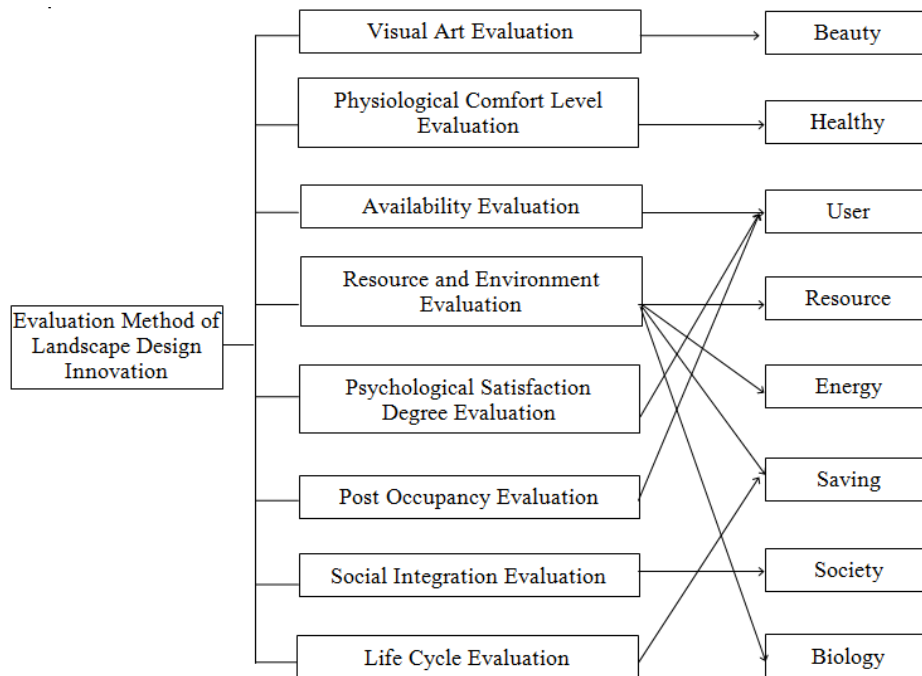 Visual Art Evaluation
Beauty
Physiological Comfort Level
Evaluation
Healthy
Availability Evaluation
User
Resource and Environment
Evaluation
Resource
Evaluation Method of
Landscape Design
Innovation
Psychological Satisfaction
Degree Evaluation
Energy
Post Occupancy Evaluation
Saving
Social Integration Evaluation
Society
Life Cycle Evaluation
Biology